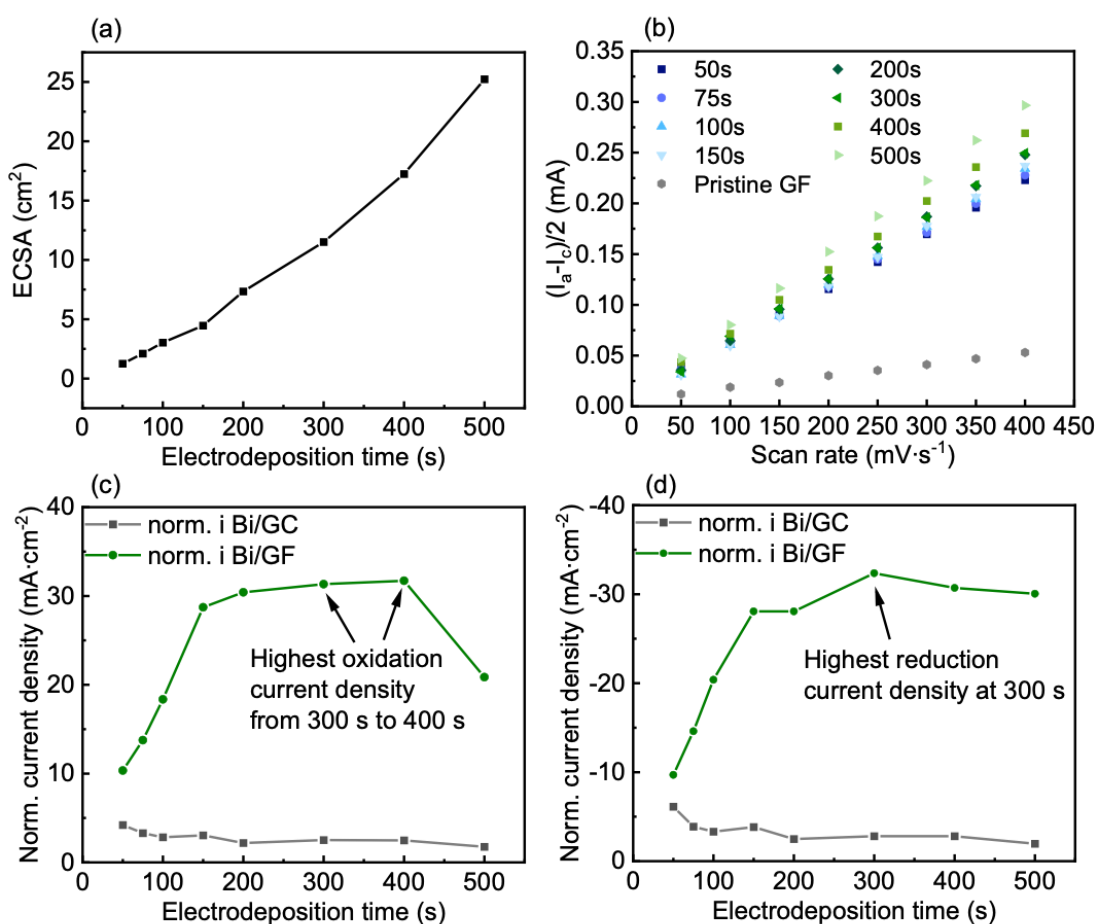 (a)
ECSA (cm²)
25
20
15
10
5
0
0 100 200 300 400 500
Electrodeposition time (s)
(b)
(Iₐ-I꜀)/2 (mA)
0.35
0.30
0.25
0.20
0.15
0.10
0.05
0.00
50s 200s
75s 300s
100s 400s
150s 500s
Pristine GF
0 50 100 150 200 250 300 350 400 450
Scan rate (mV·s⁻¹)
(c)
Norm. current density (mA·cm⁻²)
40
30
20
10
0
norm. i Bi/GC
norm. i Bi/GF
Highest oxidation
current density
from 300 s to 400 s
0 100 200 300 400 500
Electrodeposition time (s)
(d)
Norm. current density (mA·cm⁻²)
-40
-30
-20
-10
0
norm. i Bi/GC
norm. i Bi/GF
Highest reduction
current density at 300 s
0 100 200 300 400 500
Electrodeposition time (s)